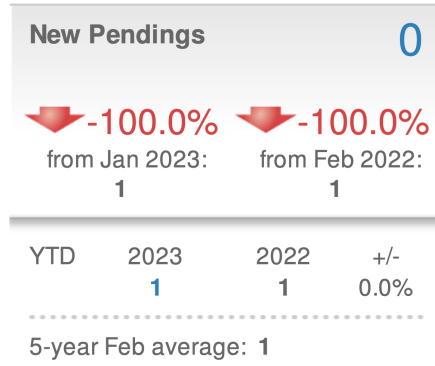 New Pendings 0
-100.0% -100.0%
from Jan 2023: from Feb 2022:
1 1
YTD 2023 2022 +/-
1 1 0.0%
5-year Feb average: 1